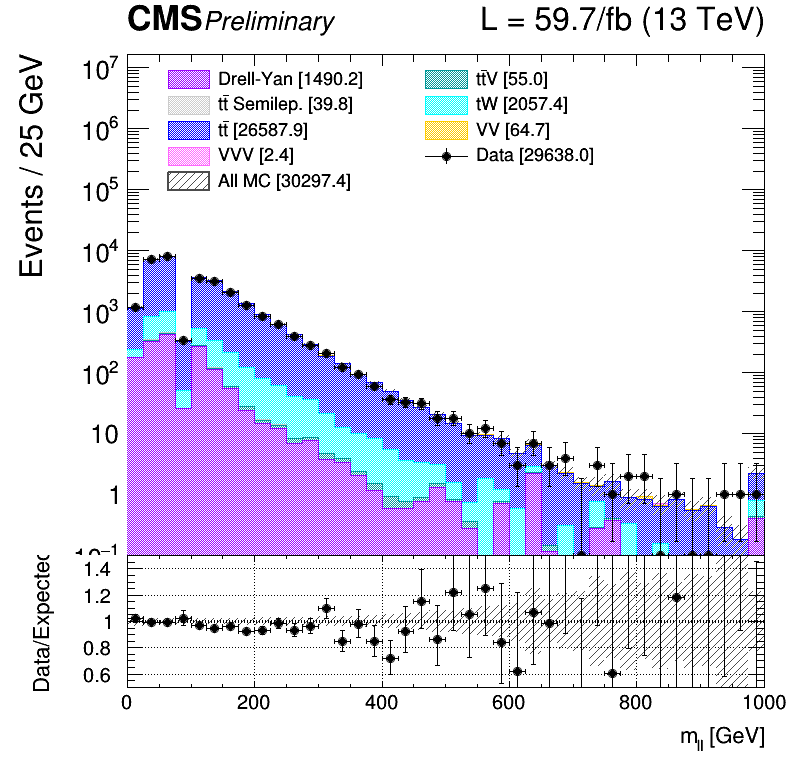 CMS Preliminary L = 59.7/fb (13 TeV)
Events / 25 GeV
10⁷
10⁶
10⁵
10⁴
10³
10²
10
1
10⁻¹
Drell-Yan [1490.2]
tt̄ Semilep. [39.8]
tt̄ [26587.9]
VVV [2.4]
All MC [30297.4]
tt̄V [55.0]
tW [2057.4]
VV [64.7]
Data [29638.0]
Data/Expected
1.4
1.2
1
0.8
0.6
0 200 400 600 800 1000
m_ll [GeV]